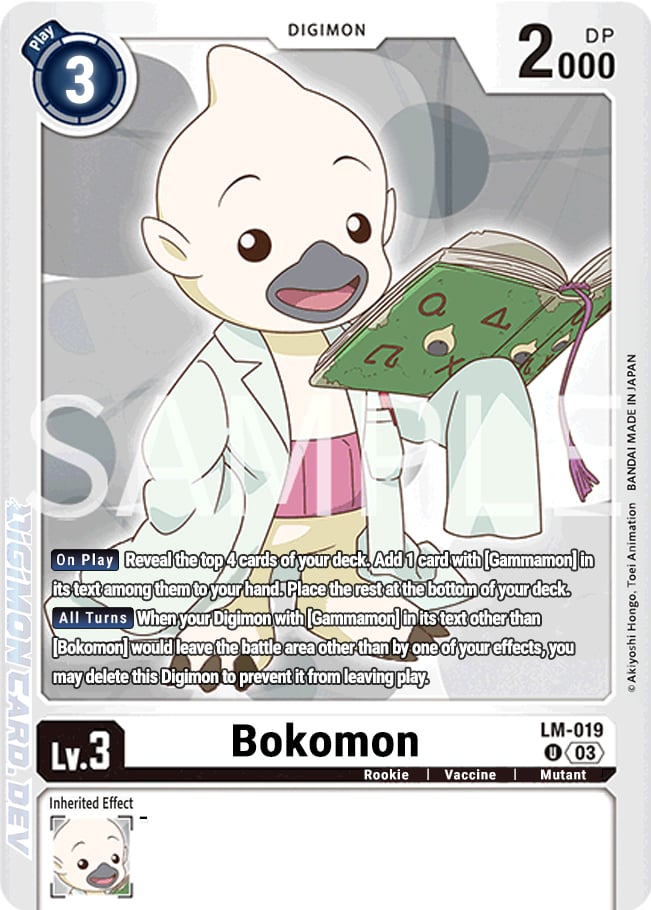 Play
3
DIGIMON
DP
2000
SAMPLE
On Play Reveal the top 4 cards of your deck. Add 1 card with [Gammamon] in
its text among them to your hand. Place the rest at the bottom of your deck.
All Turns When your Digimon with [Gammamon] in its text other than
[Bokomon] would leave the battle area other than by one of your effects, you
may delete this Digimon to prevent it from leaving play.
© Akiyoshi Hongo, Toei Animation BANDAI MADE IN JAPAN
DIGIMONCARD.DEV
Lv.3
Bokomon
LM-019
U 03
Rookie | Vaccine | Mutant
Inherited Effect
-